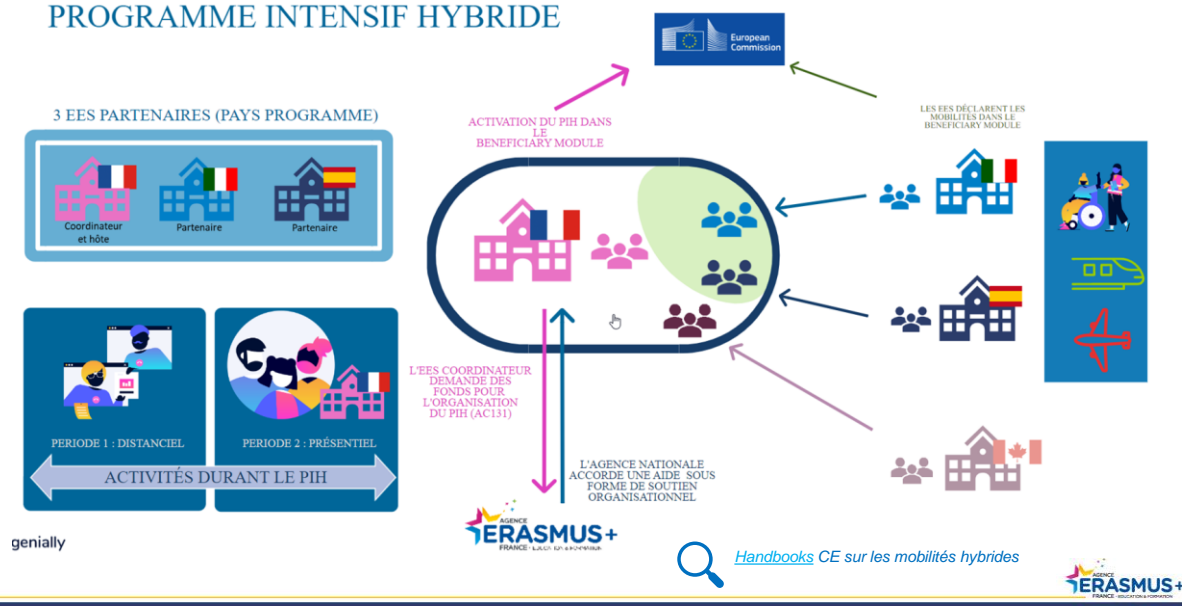 PROGRAMME INTENSIF HYBRIDE
European
Commission
3 EES PARTENAIRES (PAYS PROGRAMME)
Coordinateur
et hôte
Partenaire
Partenaire
ACTIVATION DU PIH DANS
LE
BENEFICIARY MODULE
LES EES DÉCLARENT LES
MOBILITÉS DANS LE
BENEFICIARY MODULE
PERIODE 1 : DISTANCIEL
PERIODE 2 : PRÉSENTIEL
ACTIVITÉS DURANT LE PIH
L'EES COORDINATEUR
DEMANDE DES
FONDS POUR
L'ORGANISATION
DU PIH (AC131)
L'AGENCE NATIONALE
ACCORDE UNE AIDE SOUS
FORME DE SOUTIEN
ORGANISATIONNEL
AGENCE
ERASMUS+
FRANCE - EDUCATION & FORMATION
genially
Handbooks CE sur les mobilités hybrides
AGENCE
ERASMUS+
FRANCE - EDUCATION & FORMATION